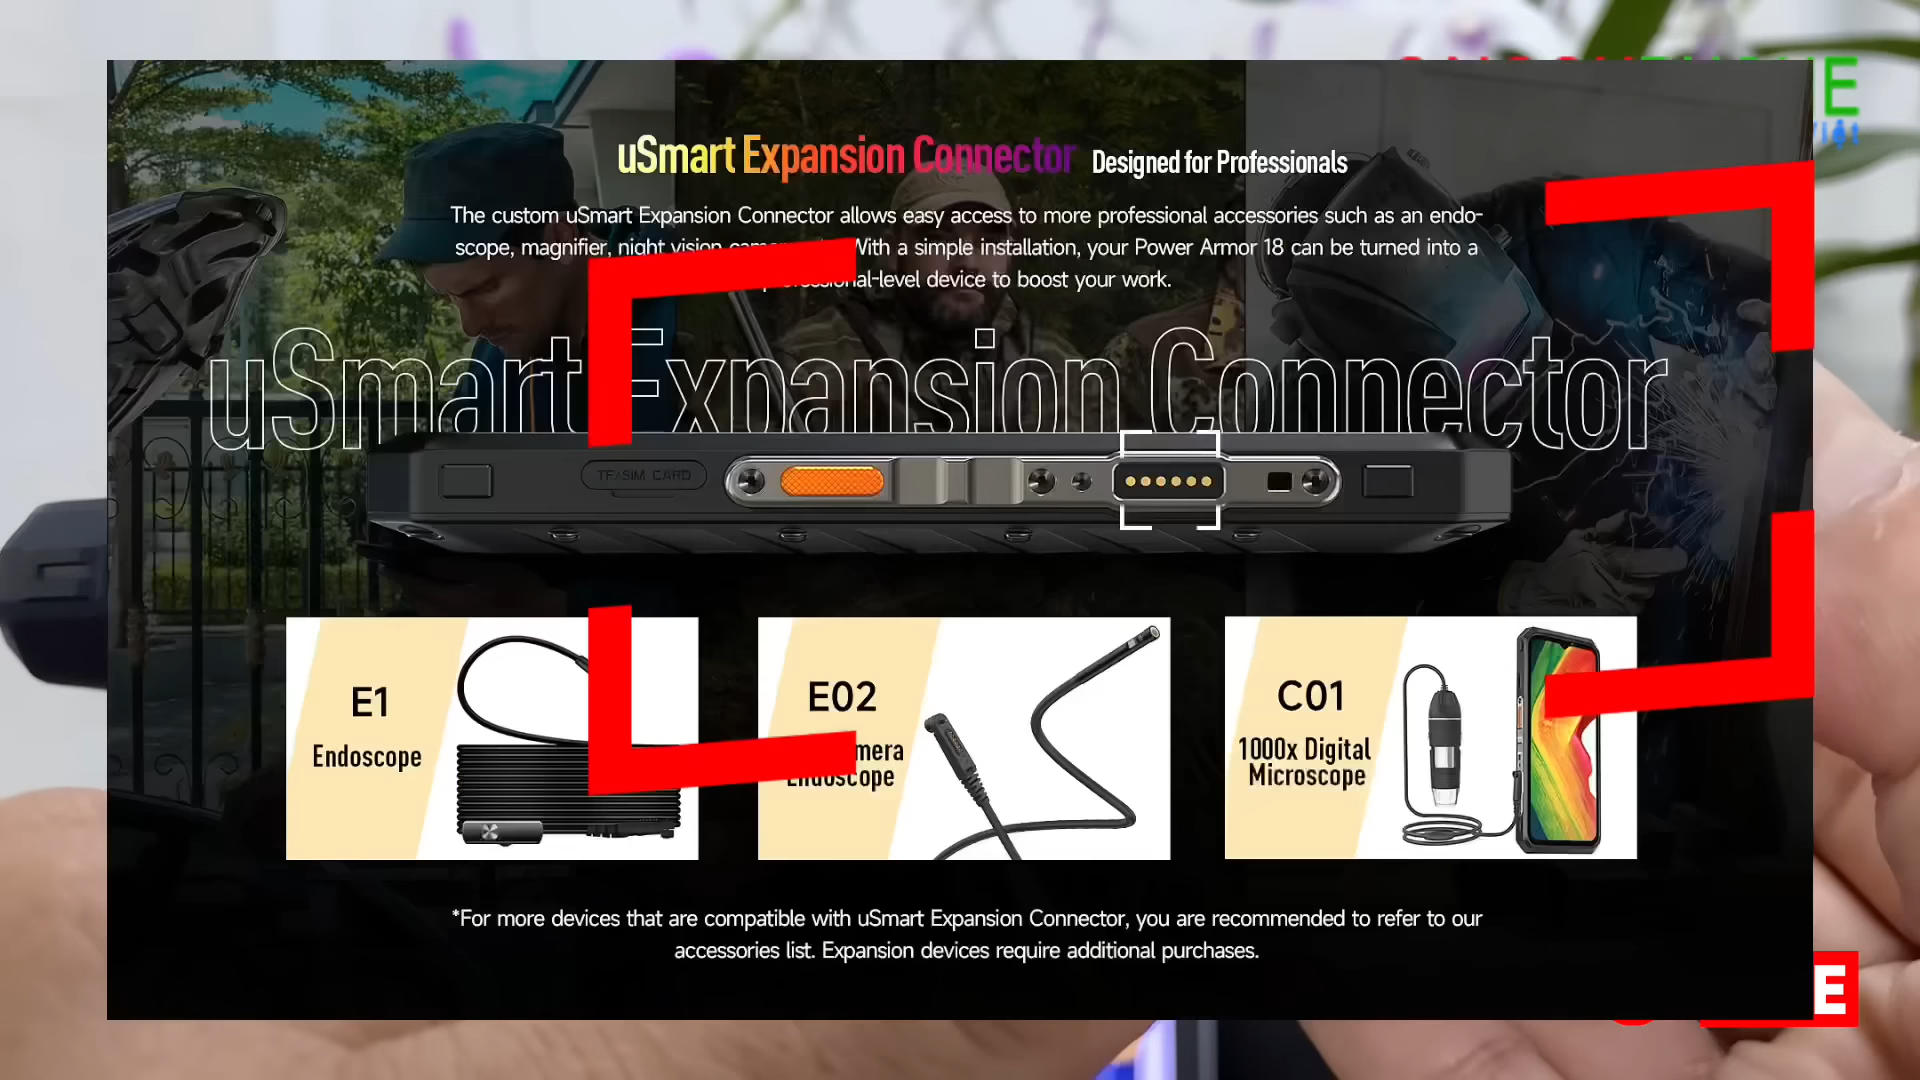 E
uSmart Expansion Connector Designed for Professionals
The custom uSmart Expansion Connector allows easy access to more professional accessories such as an endo-
scope, magnifier, night vision With a simple installation, your Power Armor 18 can be turned into a
device to boost your work.
uSmart Expansion Connector
TF/SIM CARD
E1
Endoscope
E02
Endoscope
C01
1000x Digital
Microscope
*For more devices that are compatible with uSmart Expansion Connector, you are recommended to refer to our
accessories list. Expansion devices require additional purchases.
E